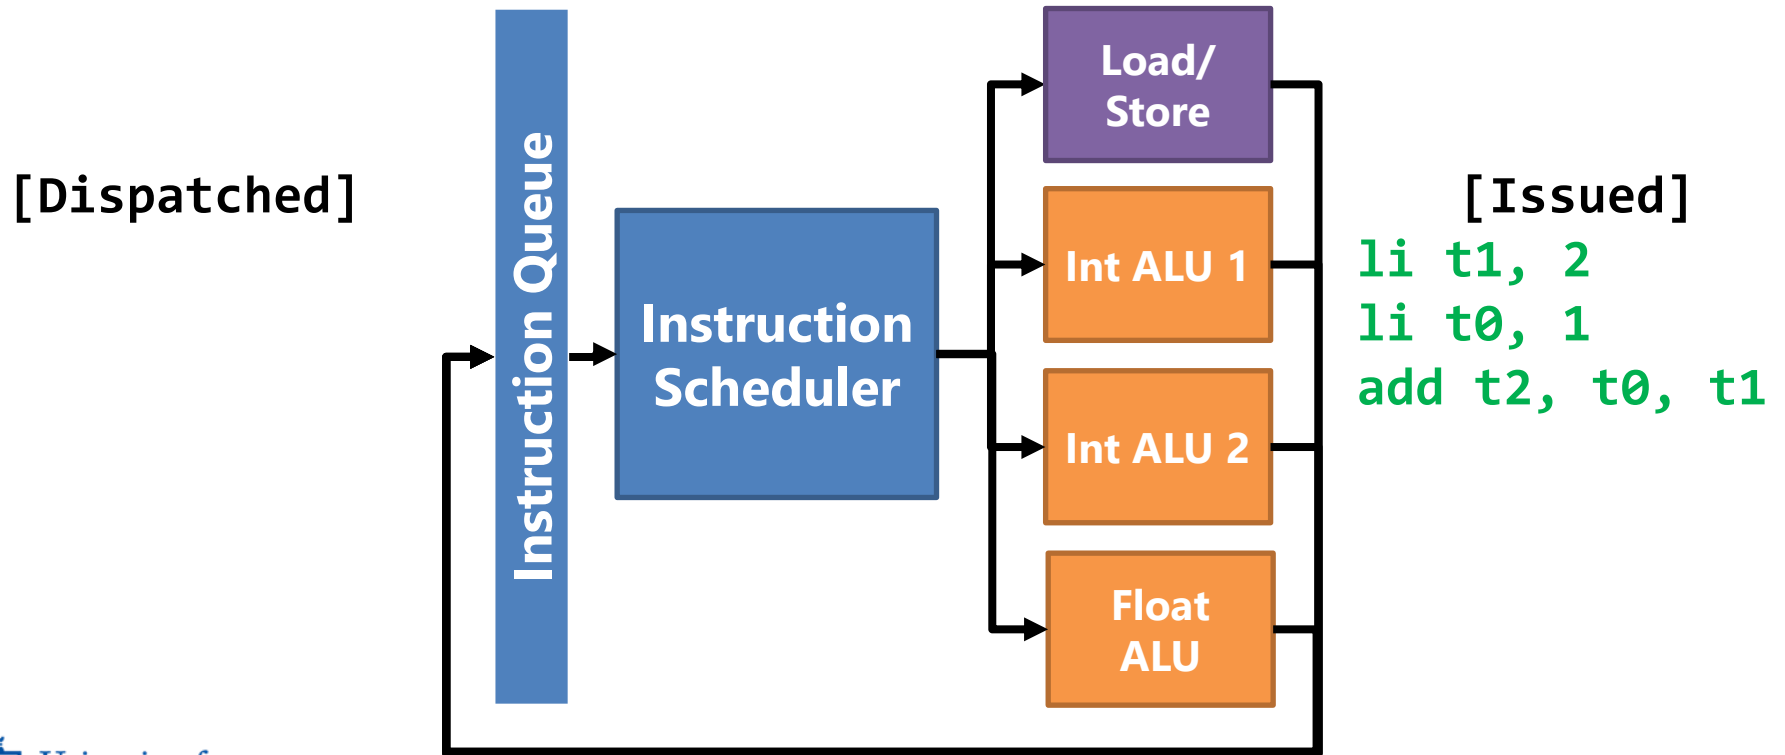 [Dispatched]
Instruction Queue
Instruction
Scheduler
Load/
Store
Int ALU 1
Int ALU 2
Float
ALU
[Issued]
li t1, 2
li t0, 1
add t2, t0, t1